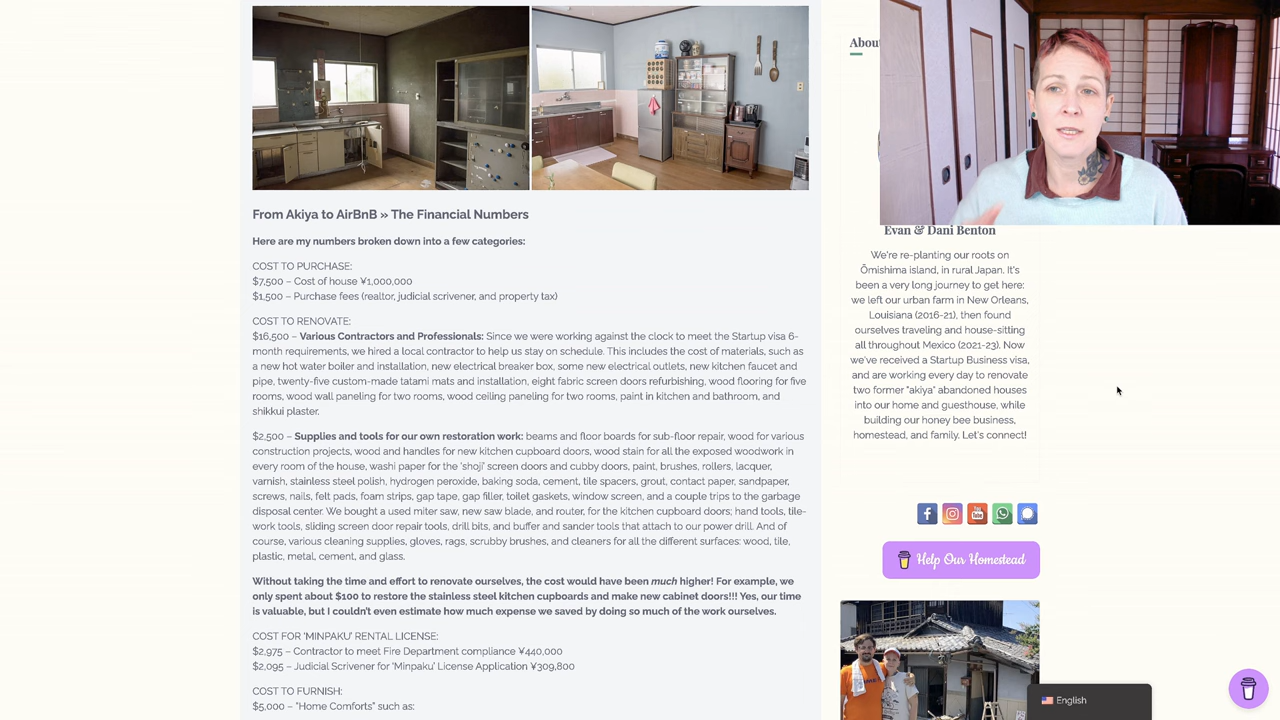 From Akiya to AirBnB » The Financial Numbers
Here are my numbers broken down into a few categories:
COST TO PURCHASE:
$7,500 – Cost of house ¥1,000,000
$1,500 – Purchase fees (realtor, judicial scrivener, and property tax)
COST TO RENOVATE:
$16,500 – Various Contractors and Professionals: Since we were working against the clock to meet the Startup visa 6-
month requirements, we hired a local contractor to help us stay on schedule. This includes the cost of materials, such as
a new hot water boiler and installation, new electrical breaker box, some new electrical outlets, new kitchen faucet and
pipe, twenty-five custom-made tatami mats and installation, eight fabric screen doors refurbishing, wood flooring for five
rooms, wood wall paneling for two rooms, wood ceiling paneling for two rooms, paint in kitchen and bathroom, and
shikkui plaster.
$2,500 – Supplies and tools for our own restoration work: beams and floor boards for sub-floor repair, wood for various
construction projects, wood and handles for new kitchen cupboard doors, wood stain for all the exposed woodwork in
every room of the house, washi paper for the 'shoji' screen doors and cubby doors, paint, brushes, rollers, lacquer,
varnish, stainless steel polish, hydrogen peroxide, baking soda, cement, tile spacers, grout, contact paper, sandpaper,
screws, nails, felt pads, foam strips, gap tape, gap filler, toilet gaskets, window screen, and a couple trips to the garbage
disposal center. We bought a used miter saw, new saw blade, and router, for the kitchen cupboard doors; hand tools, tile-
work tools, sliding screen door repair tools, drill bits, and buffer and sander tools that attach to our power drill. And of
course, various cleaning supplies, gloves, rags, scrubby brushes, and cleaners for all the different surfaces: wood, tile,
plastic, metal, cement, and glass.
Without taking the time and effort to renovate ourselves, the cost would have been much higher! For example, we
only spent about $100 to restore the stainless steel kitchen cupboards and make new cabinet doors!!! Yes, our time
is valuable, but I couldn't even estimate how much expense we saved by doing so much of the work ourselves.
COST FOR 'MINPAKU' RENTAL LICENSE:
$2,975 – Contractor to meet Fire Department compliance ¥440,000
$2,095 – Judicial Scrivener for 'Minpaku' License Application ¥309,800
COST TO FURNISH:
$5,000 – "Home Comforts" such as:
About
Evan & Dani Benton
We're re-planting our roots on
Ōmishima island, in rural Japan. It's
been a very long journey to get here:
we left our urban farm in New Orleans,
Louisiana (2016-21), then found
ourselves traveling and house-sitting
all throughout Mexico (2021-23). Now
we've received a Startup Business visa,
and are working every day to renovate
two former "akiya" abandoned houses
into our home and guesthouse, while
building our honey bee business,
homestead, and family. Let's connect!
Help Our Homestead
English